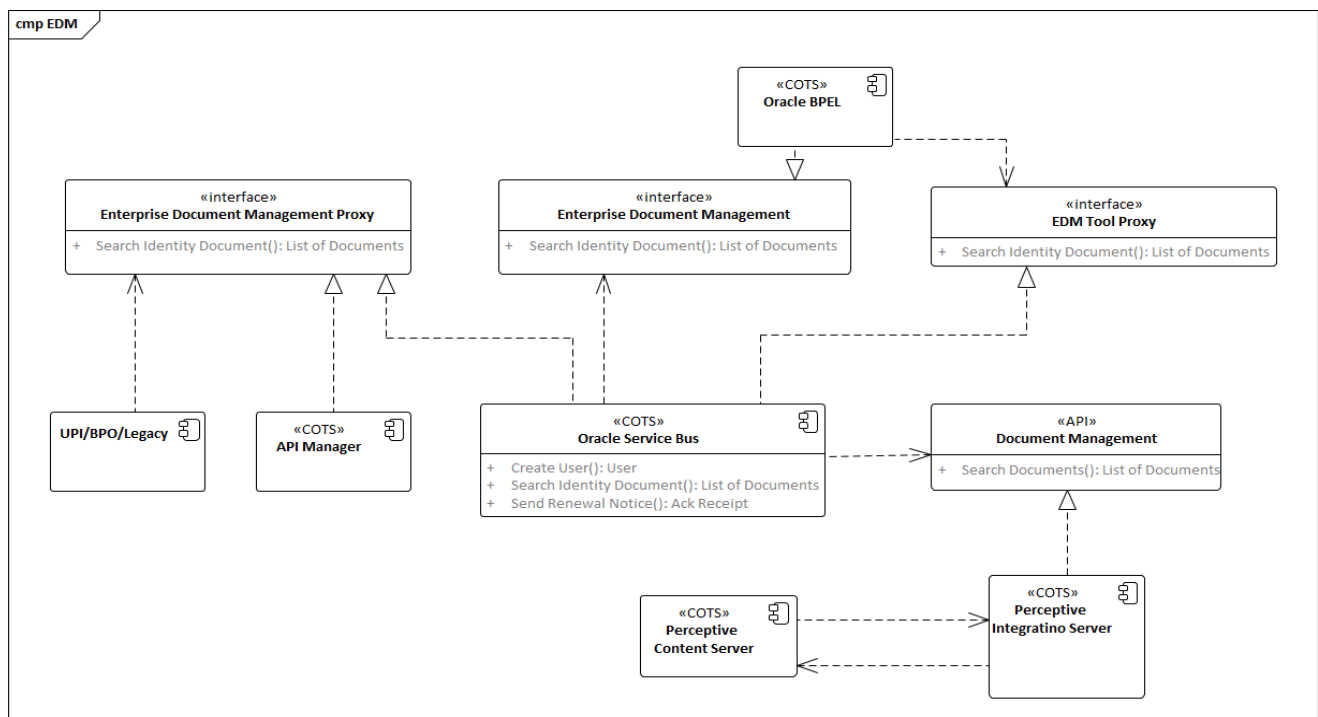 cmp EDM
«COTS»
Oracle BPEL
«interface»
Enterprise Document Management Proxy
+ Search Identity Document(): List of Documents
«interface»
Enterprise Document Management
+ Search Identity Document(): List of Documents
«interface»
EDM Tool Proxy
+ Search Identity Document(): List of Documents
UPI/BPO/Legacy
«COTS»
API Manager
«COTS»
Oracle Service Bus
+ Create User(): User
+ Search Identity Document(): List of Documents
+ Send Renewal Notice(): Ack Receipt
«API»
Document Management
+ Search Documents(): List of Documents
«COTS»
Perceptive
Content Server
«COTS»
Perceptive
Integratino Server